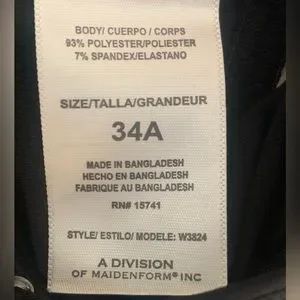 BODY/ CUERPO / CORPS
93% POLYESTER/POLIESTER
7% SPANDEX/ELASTANO
SIZE/TALLA/GRANDEUR
34A
MADE IN BANGLADESH
HECHO EN BANGLADESH
FABRIQUE AU BANGLADESH
RN# 15741
STYLE/ ESTILO/ MODELE: W3824
A DIVISION
OF MAIDENFORM® INC